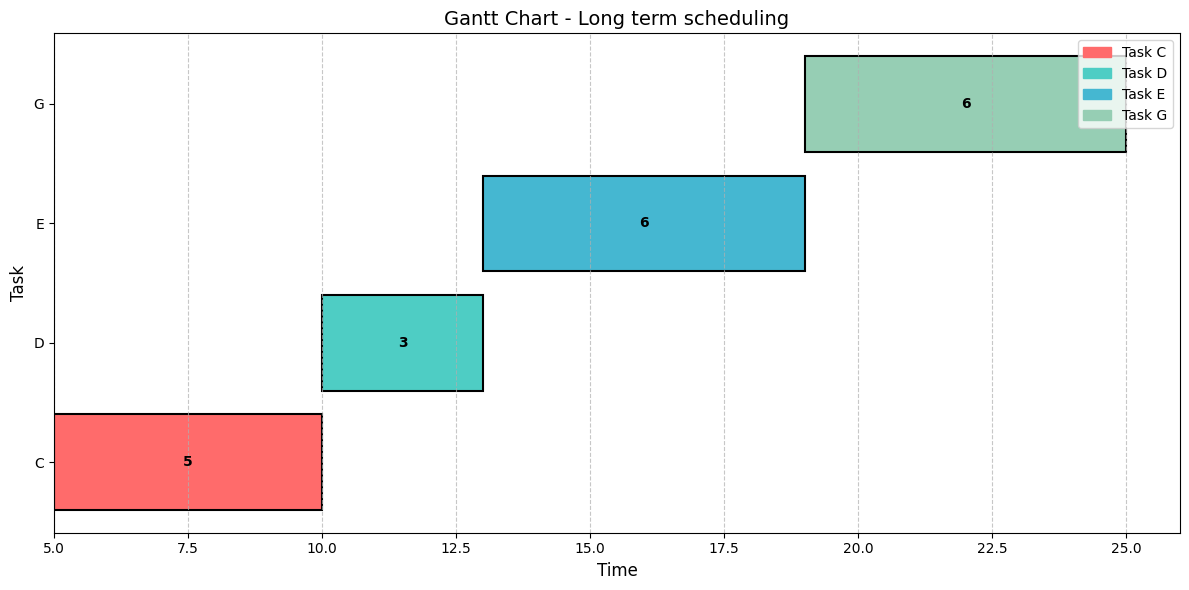 Gantt Chart - Long term scheduling
Task C
Task D
Task E
Task G
Task
G
E
D
C
6
6
3
5
5.0 7.5 10.0 12.5 15.0 17.5 20.0 22.5 25.0
Time